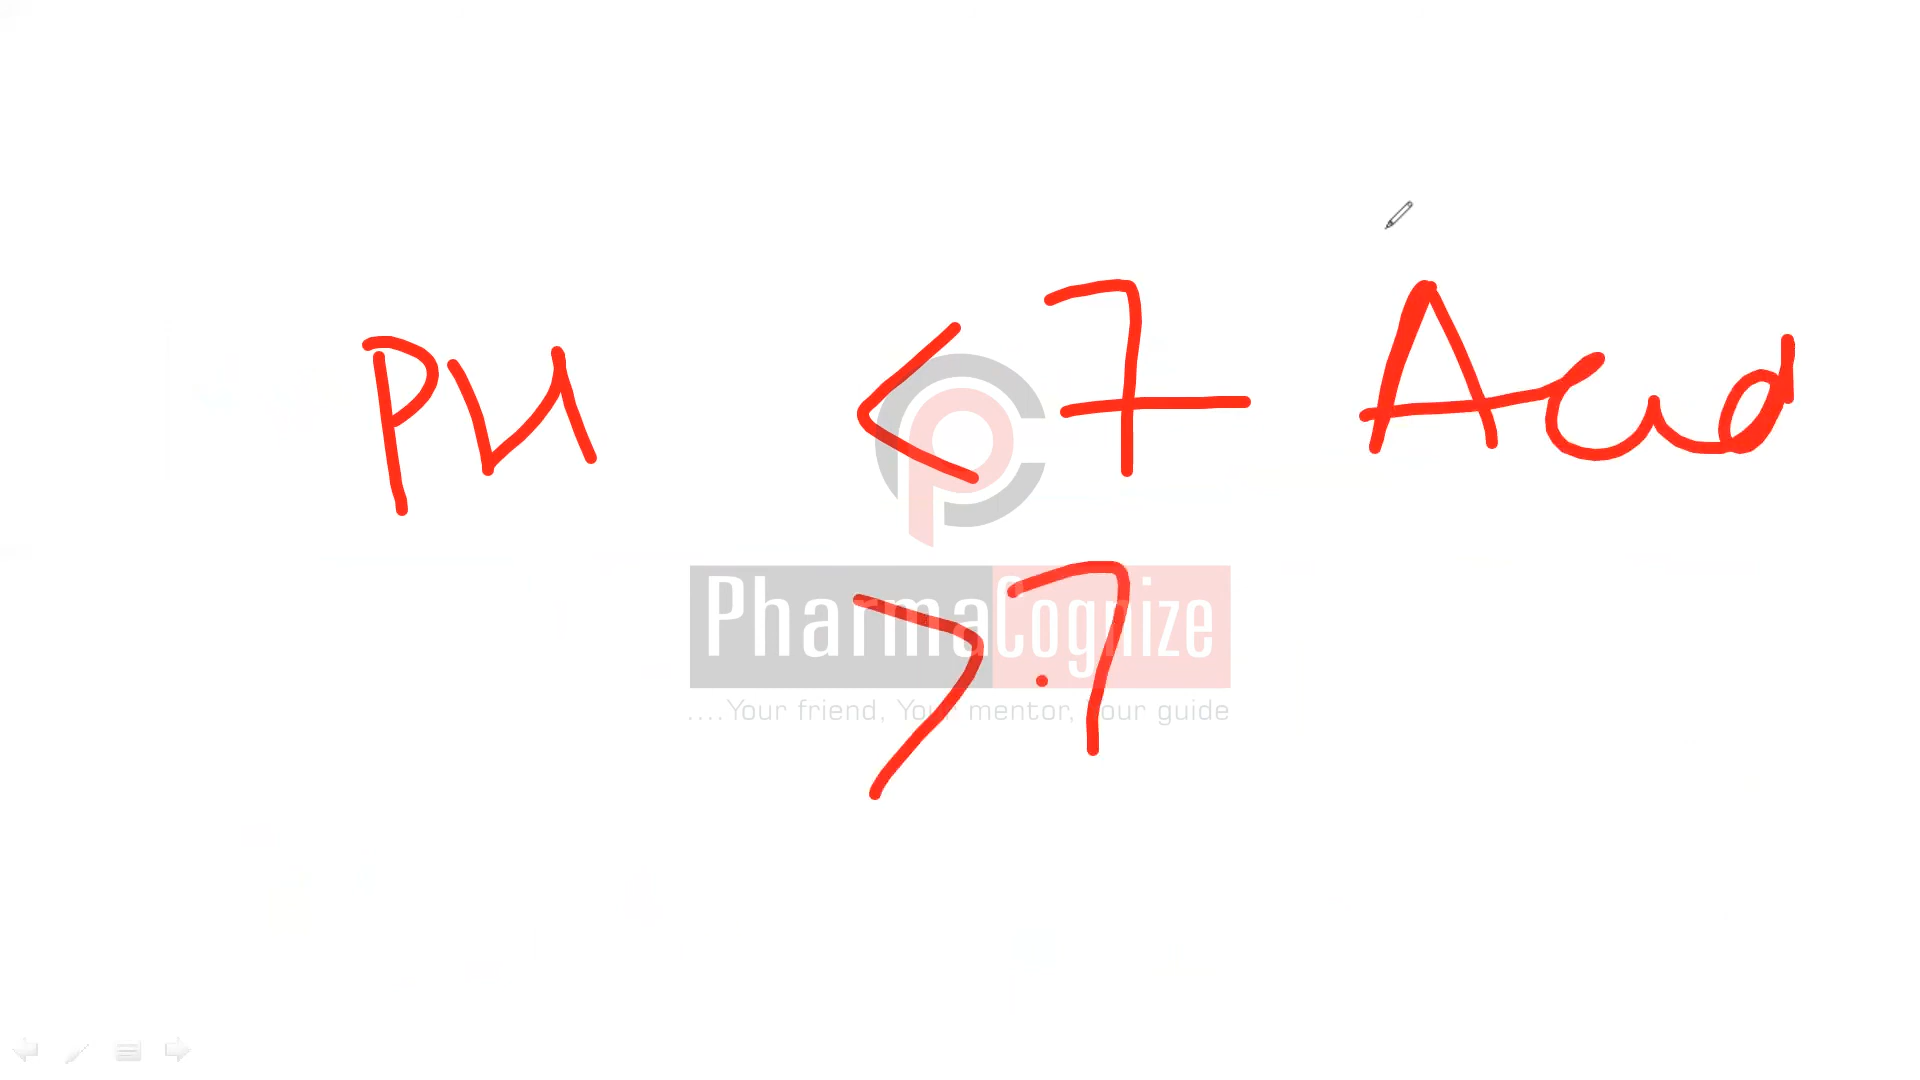 PH <7- Acid
>7
PharmaCognize
....Your friend, Your mentor, Your guide